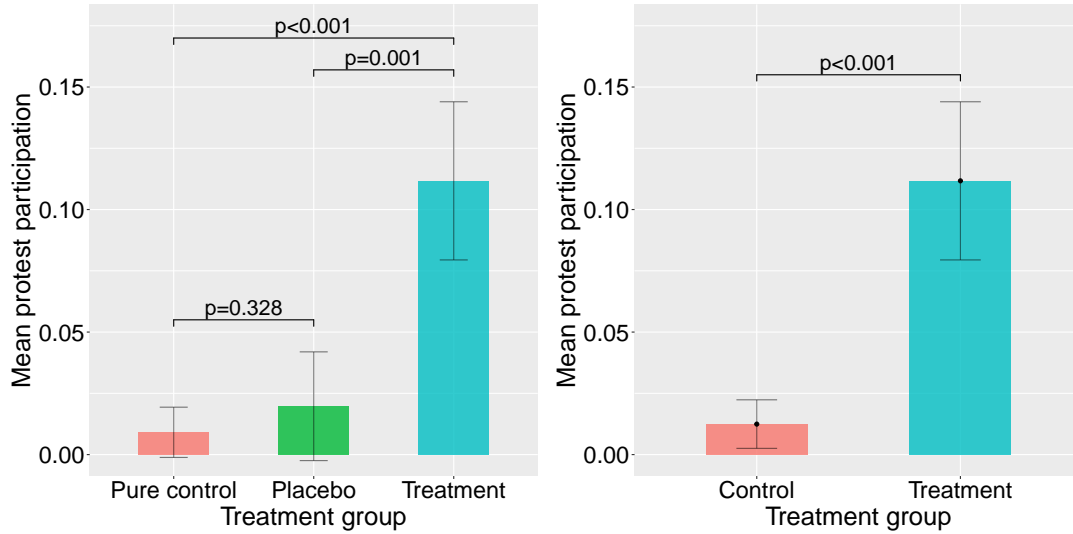 p<0.001
p=0.001
p=0.328
Mean protest participation
0.15
0.10
0.05
0.00
Pure control Placebo Treatment
Treatment group
p<0.001
Mean protest participation
0.15
0.10
0.05
0.00
Control Treatment
Treatment group